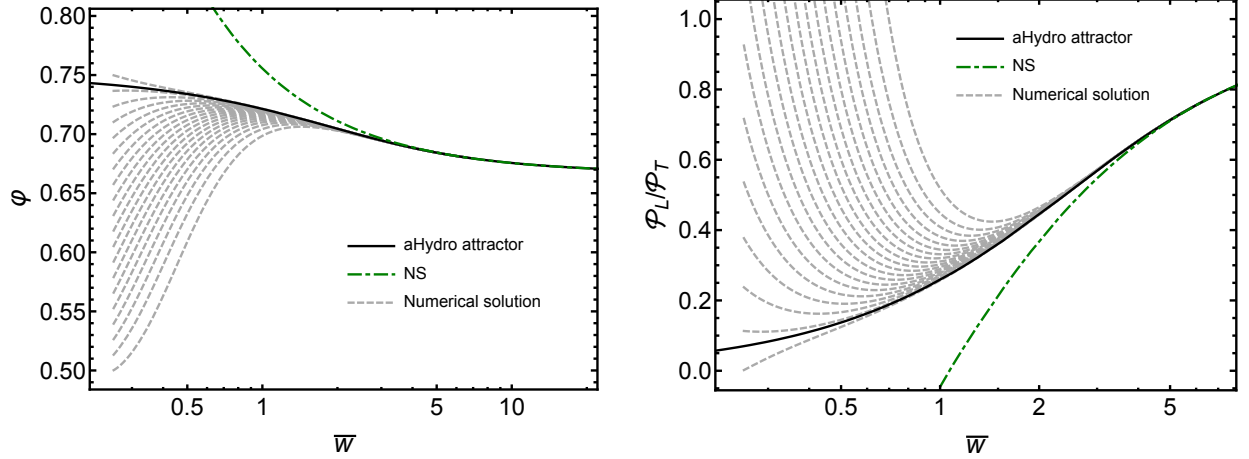 0.80
0.75
0.70
0.65
0.60
0.55
0.50
φ
aHydro attractor
NS
Numerical solution
0.5
1
5
10
w̅
1.0
0.8
0.6
0.4
0.2
0.0
𝒫_L/𝒫_T
aHydro attractor
NS
Numerical solution
0.5
1
2
5
w̅